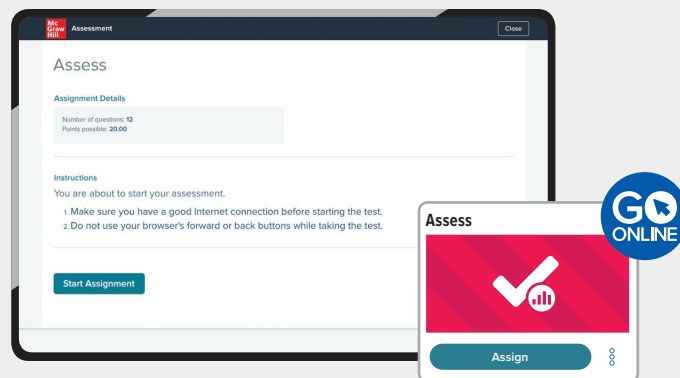 Mc
Graw
Hill
Assessment
Close
Assess
Assignment Details
Number of questions: 12
Points possible: 20.00
Instructions
You are about to start your assessment.
1. Make sure you have a good Internet connection before starting the test.
2. Do not use your browser's forward or back buttons while taking the test.
Start Assignment
Assess
Assign
GO
ONLINE